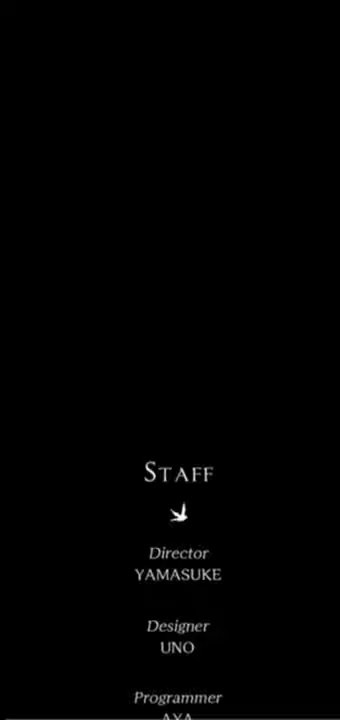 STAFF
Director
YAMASUKE
Designer
UNO
Programmer